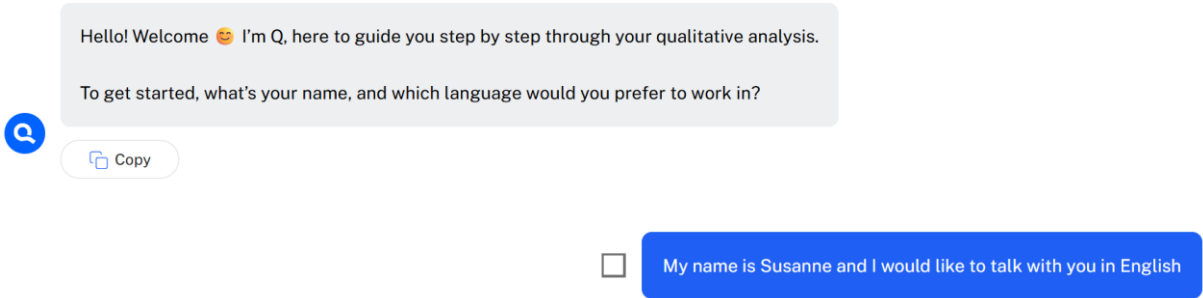 Hello! Welcome 😊 I’m Q, here to guide you step by step through your qualitative analysis.
To get started, what’s your name, and which language would you prefer to work in?
Copy
My name is Susanne and I would like to talk with you in English